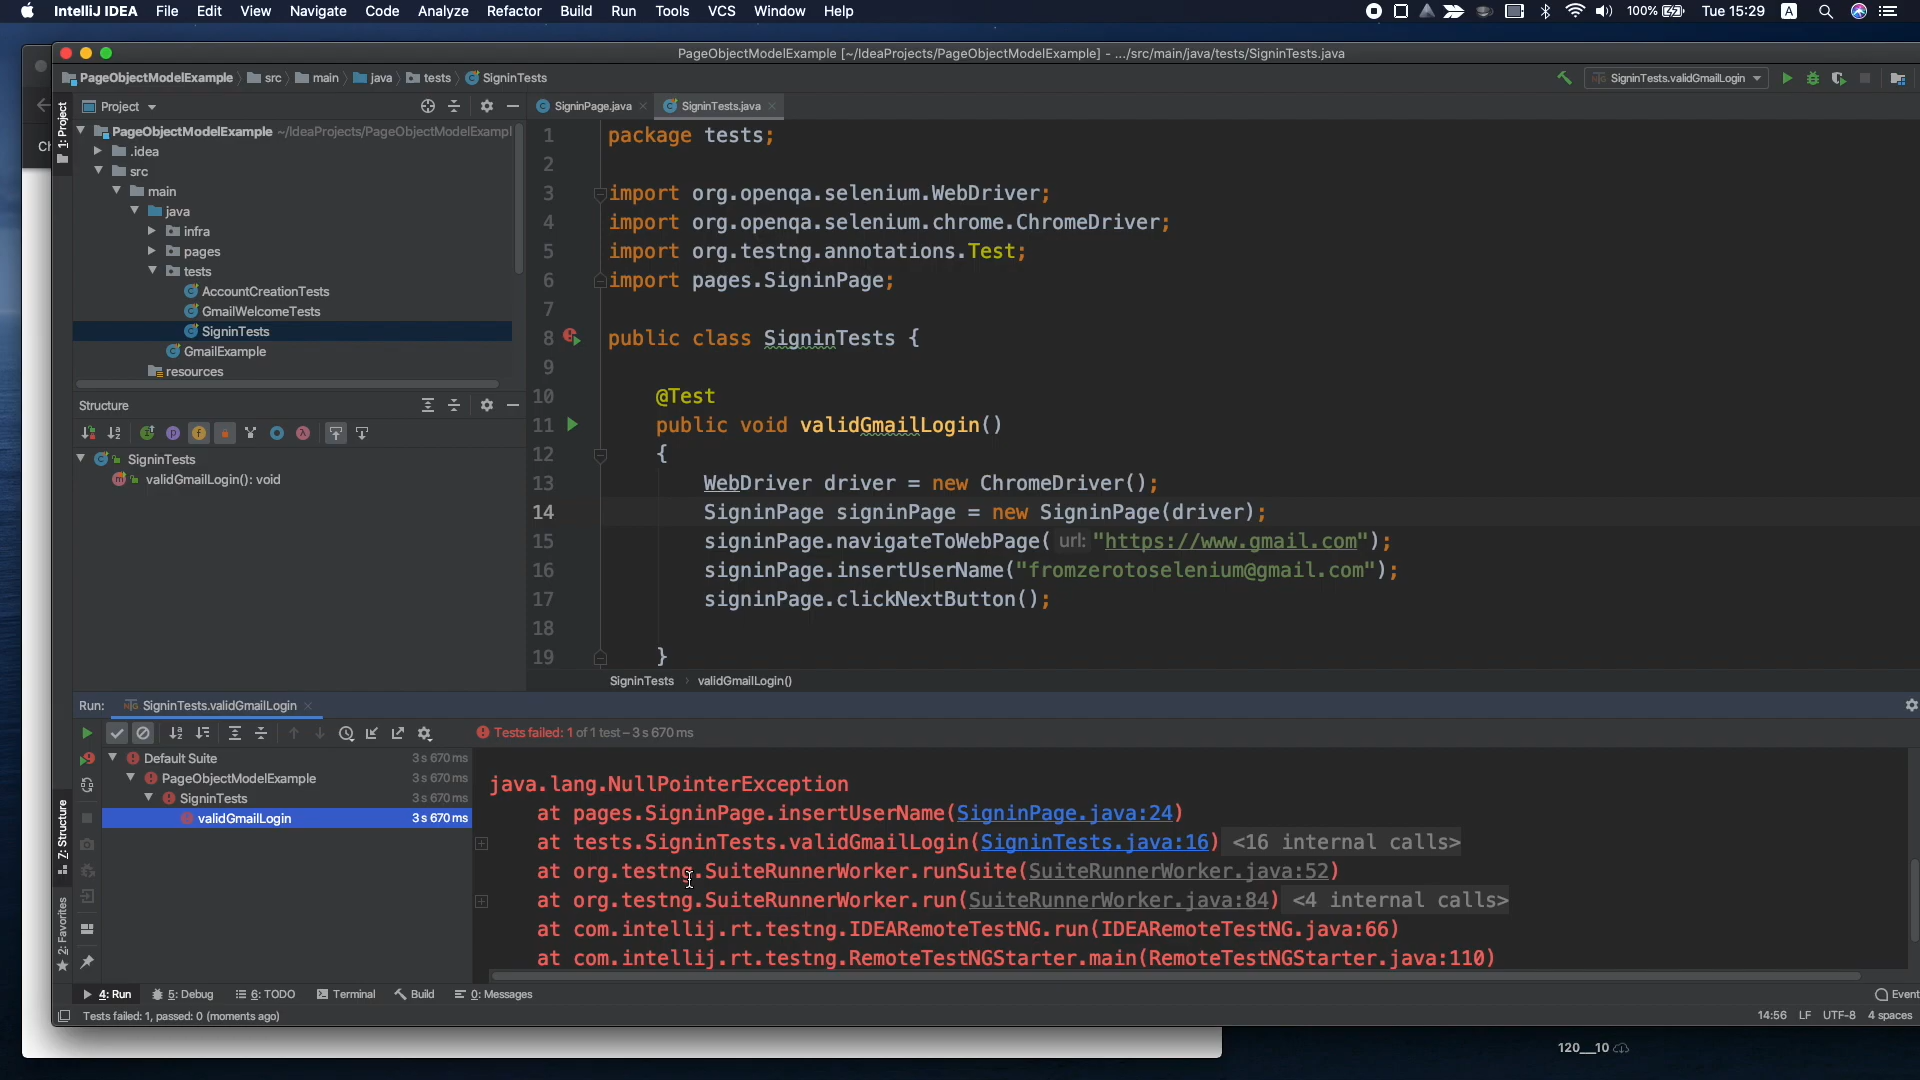 IntelliJ IDEA File Edit View Navigate Code Analyze Refactor Build Run Tools VCS Window Help 100% Tue 15:29 A
PageObjectModelExample [~/IdeaProjects/PageObjectModelExample] - .../src/main/java/tests/SigninTests.java
PageObjectModelExample src main java tests SigninTests
SigninTests.validGmailLogin
1: Project
Project
SigninPage.java SigninTests.java
PageObjectModelExample ~/IdeaProjects/PageObjectModelExampl
.idea
src
main
java
infra
pages
tests
AccountCreationTests
GmailWelcomeTests
SigninTests
GmailExample
resources
Structure
SigninTests
validGmailLogin(): void
1 package tests;
2
3 import org.openqa.selenium.WebDriver;
4 import org.openqa.selenium.chrome.ChromeDriver;
5 import org.testng.annotations.Test;
6 import pages.SigninPage;
7
8 public class SigninTests {
9
10 @Test
11 public void validGmailLogin()
12 {
13 WebDriver driver = new ChromeDriver();
14 SigninPage signinPage = new SigninPage(driver);
15 signinPage.navigateToWebPage( url: "https://www.gmail.com");
16 signinPage.insertUserName("fromzerotoselenium@gmail.com");
17 signinPage.clickNextButton();
18
19 }
SigninTests validGmailLogin()
Run: SigninTests.validGmailLogin
Tests failed: 1 of 1 test – 3 s 670 ms
Default Suite 3 s 670 ms
PageObjectModelExample 3 s 670 ms
SigninTests 3 s 670 ms
validGmailLogin 3 s 670 ms
java.lang.NullPointerException
at pages.SigninPage.insertUserName(SigninPage.java:24)
at tests.SigninTests.validGmailLogin(SigninTests.java:16) <16 internal calls>
at org.testng.SuiteRunnerWorker.runSuite(SuiteRunnerWorker.java:52)
at org.testng.SuiteRunnerWorker.run(SuiteRunnerWorker.java:84) <4 internal calls>
at com.intellij.rt.testng.IDEARemoteTestNG.run(IDEARemoteTestNG.java:66)
at com.intellij.rt.testng.RemoteTestNGStarter.main(RemoteTestNGStarter.java:110)
Z: Structure
2: Favorites
4: Run 5: Debug 6: TODO Terminal Build 0: Messages Event
Tests failed: 1, passed: 0 (moments ago)
14:56 LF UTF-8 4 spaces
120__10